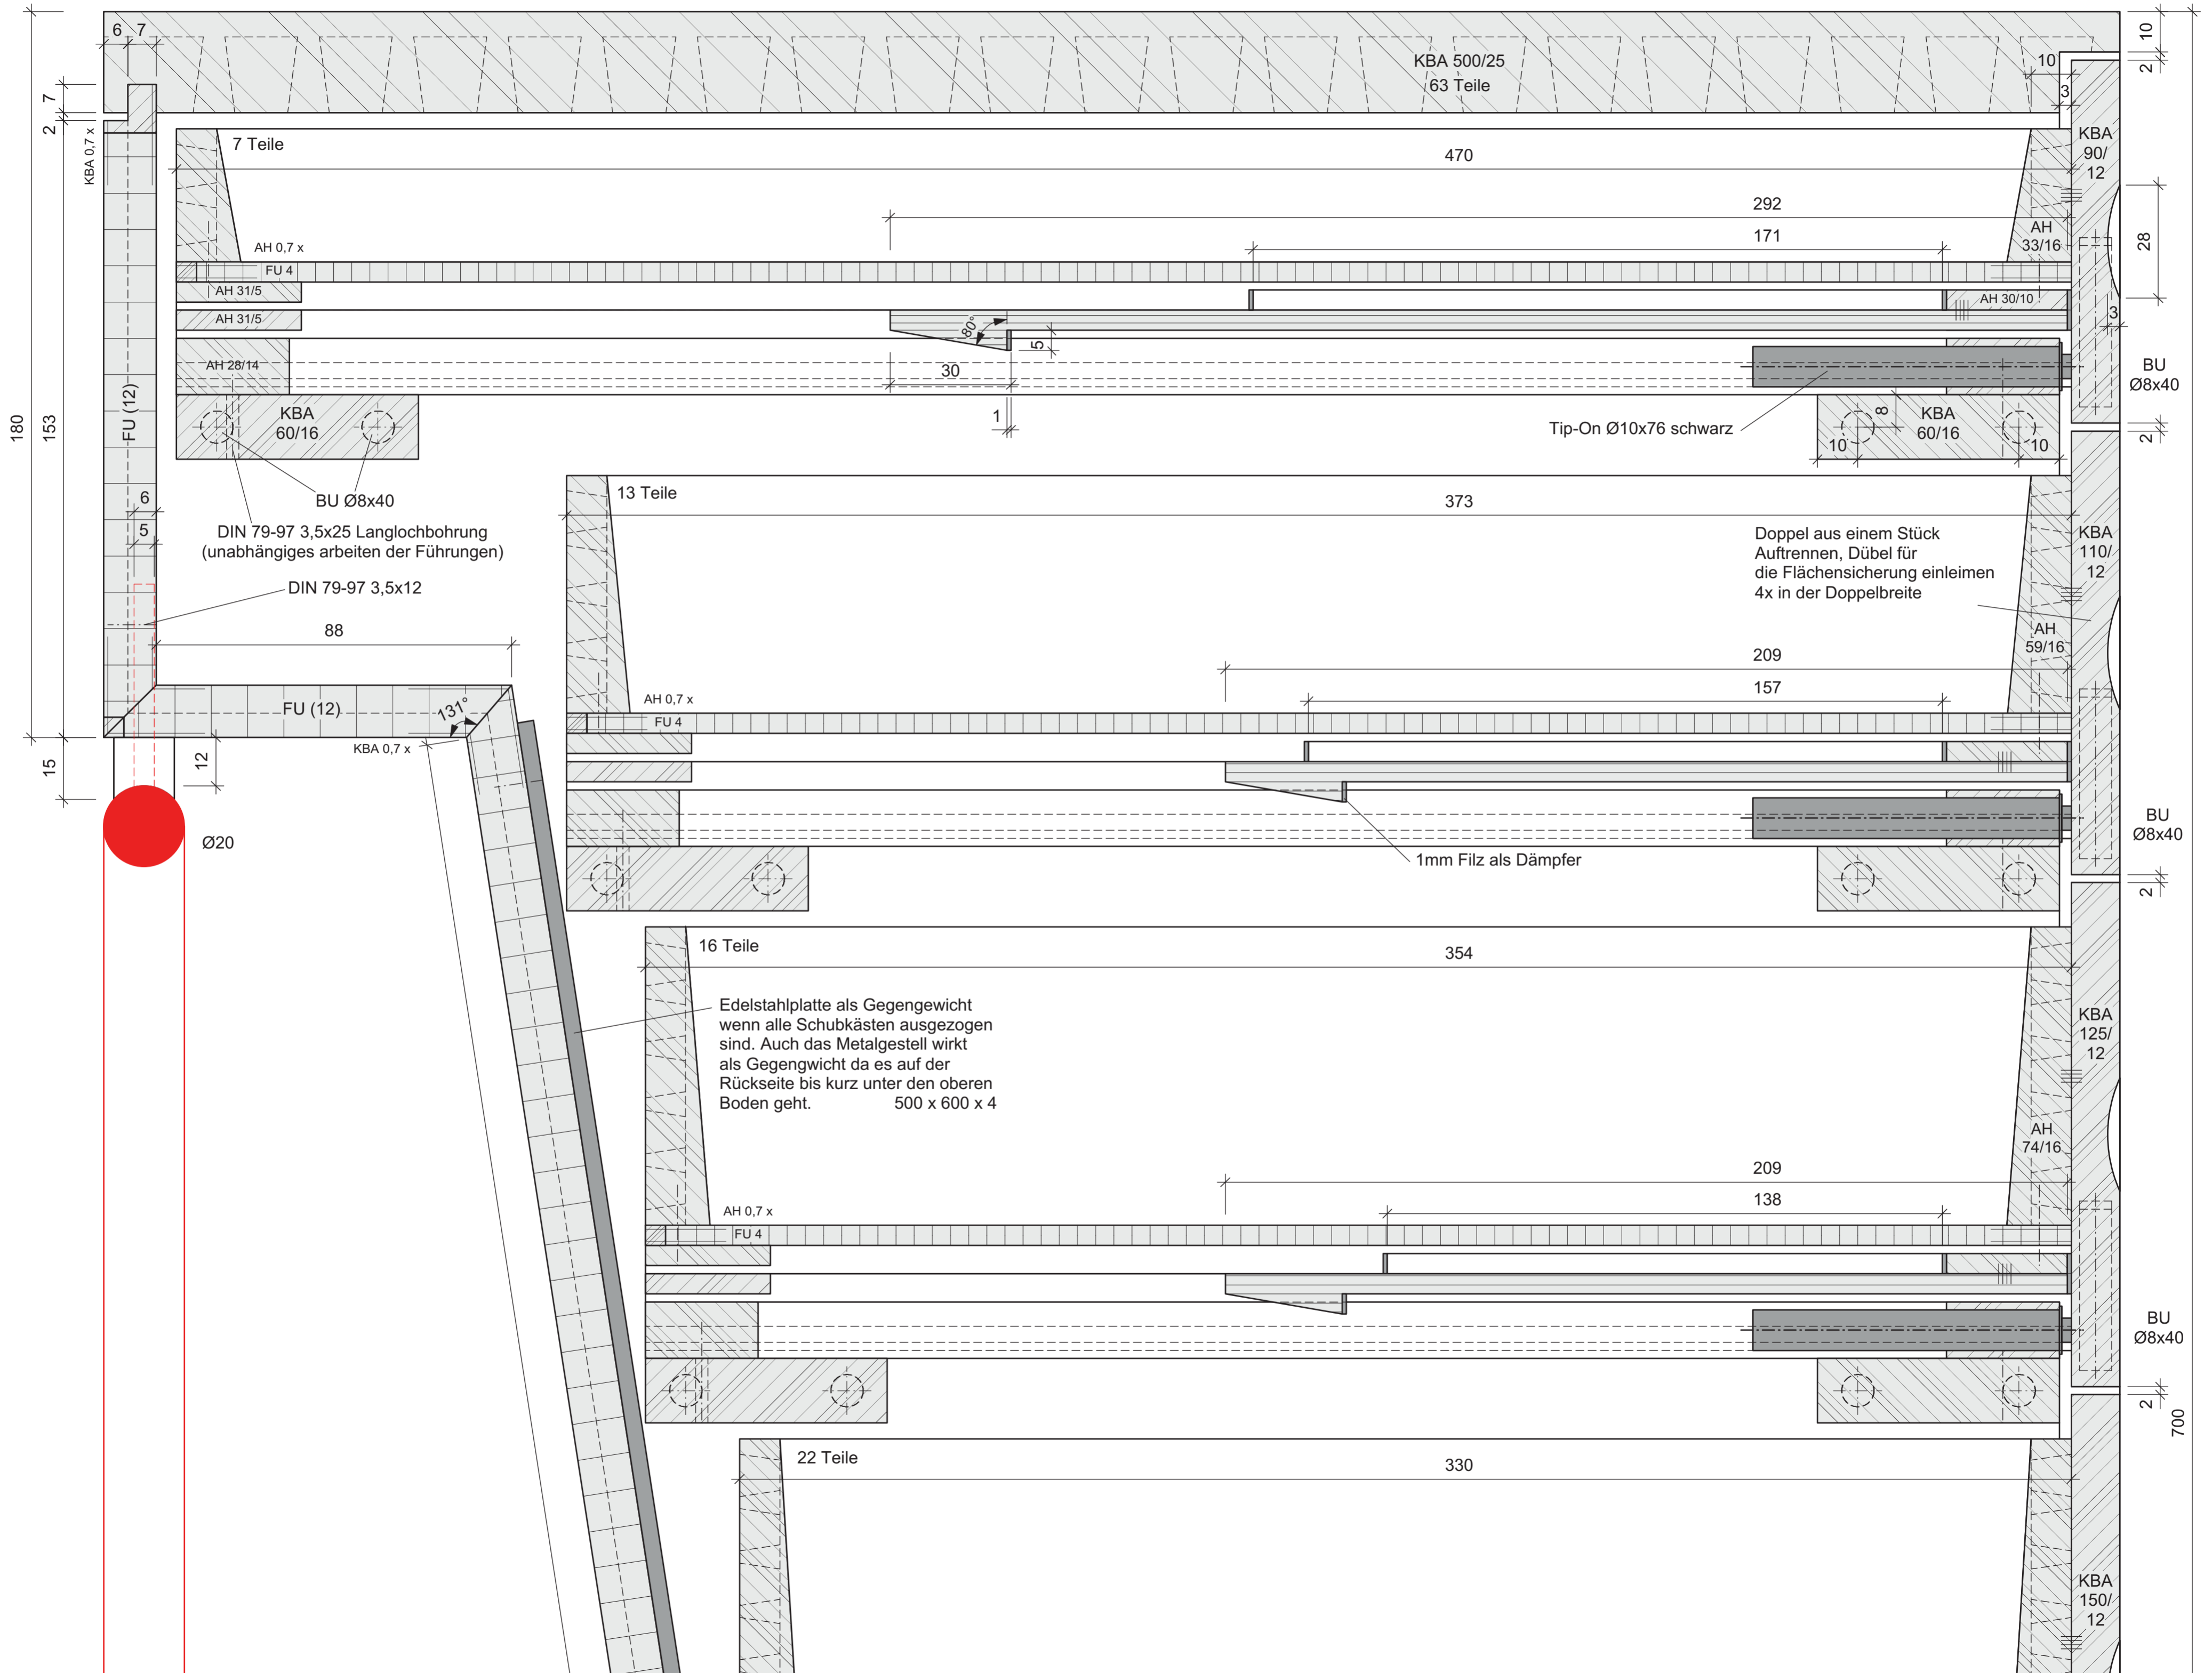 6
7
KBA 500/25
63 Teile
10
10
2
3
7
2
KBA 0,7 x
7 Teile
470
KBA
90/
12
292
171
AH
33/16
28
AH 0,7 x
FU 4
AH 31/5
AH 31/5
AH 30/10
3
80°
5
AH 28/14
30
1
BU
Ø8x40
180
153
FU (12)
KBA
60/16
Tip-On Ø10x76 schwarz
8
KBA
60/16
10
10
2
BU Ø8x40
6
5
DIN 79-97 3,5x25 Langlochbohrung
(unabhängiges arbeiten der Führungen)
DIN 79-97 3,5x12
13 Teile
373
Doppel aus einem Stück
Auftrennen, Dübel für
die Flächensicherung einleimen
4x in der Doppelbreite
KBA
110/
12
88
AH
59/16
209
157
AH 0,7 x
FU 4
FU (12)
131°
KBA 0,7 x
15
12
Ø20
1mm Filz als Dämpfer
BU
Ø8x40
2
16 Teile
354
Edelstahlplatte als Gegengewicht
wenn alle Schubkästen ausgezogen
sind. Auch das Metalgestell wirkt
als Gegengwicht da es auf der
Rückseite bis kurz unter den oberen
Boden geht. 500 x 600 x 4
KBA
125/
12
AH
74/16
209
138
AH 0,7 x
FU 4
BU
Ø8x40
2
700
22 Teile
330
KBA
150/
12